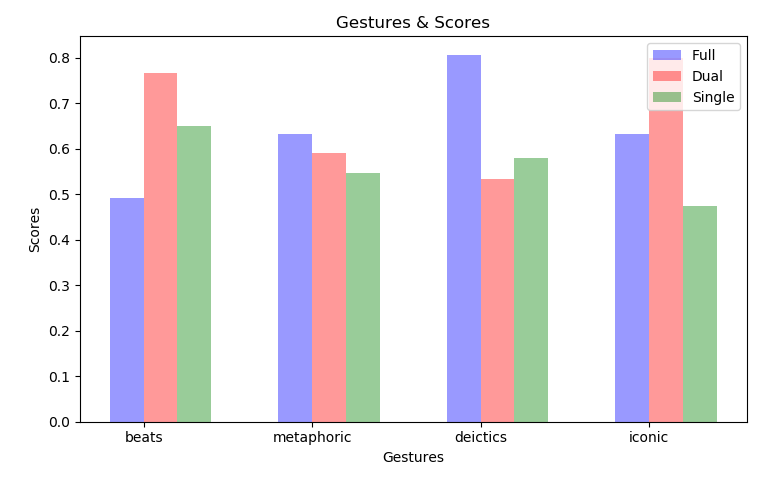 Gestures & Scores
Full
Dual
Single
Scores
0.8
0.7
0.6
0.5
0.4
0.3
0.2
0.1
0.0
beats metaphoric deictics iconic
Gestures